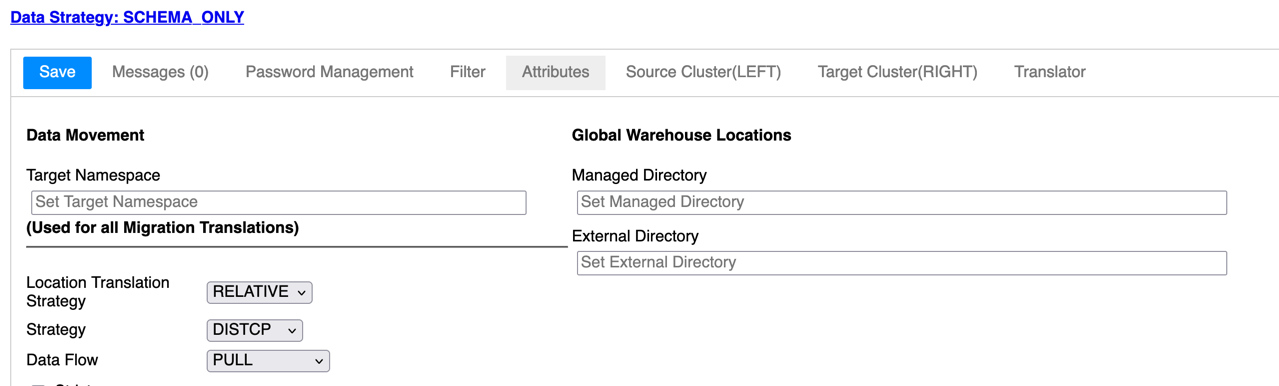 Data Strategy: SCHEMA_ONLY
Save Messages (0) Password Management Filter Attributes Source Cluster(LEFT) Target Cluster(RIGHT) Translator
Data Movement
Target Namespace
Set Target Namespace
(Used for all Migration Translations)
Location Translation
Strategy
RELATIVE
Strategy DISTCP
Data Flow PULL
Global Warehouse Locations
Managed Directory
Set Managed Directory
External Directory
Set External Directory